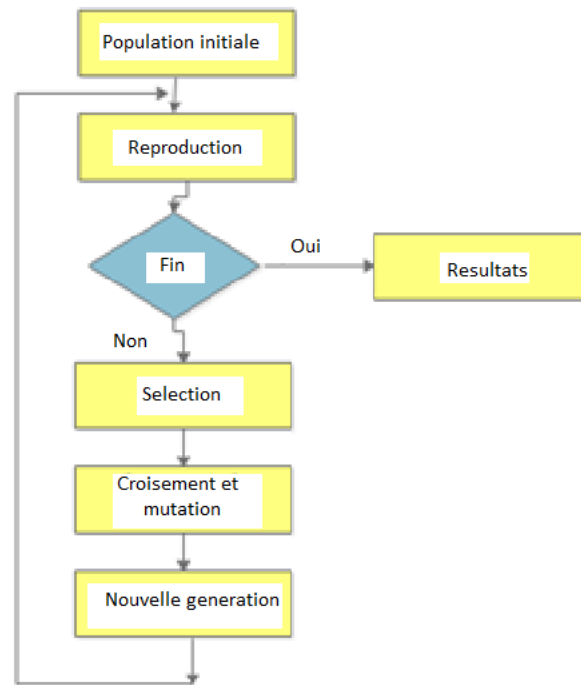 Population initiale
Reproduction
Fin
Oui
Resultats
Non
Selection
Croisement et
mutation
Nouvelle generation